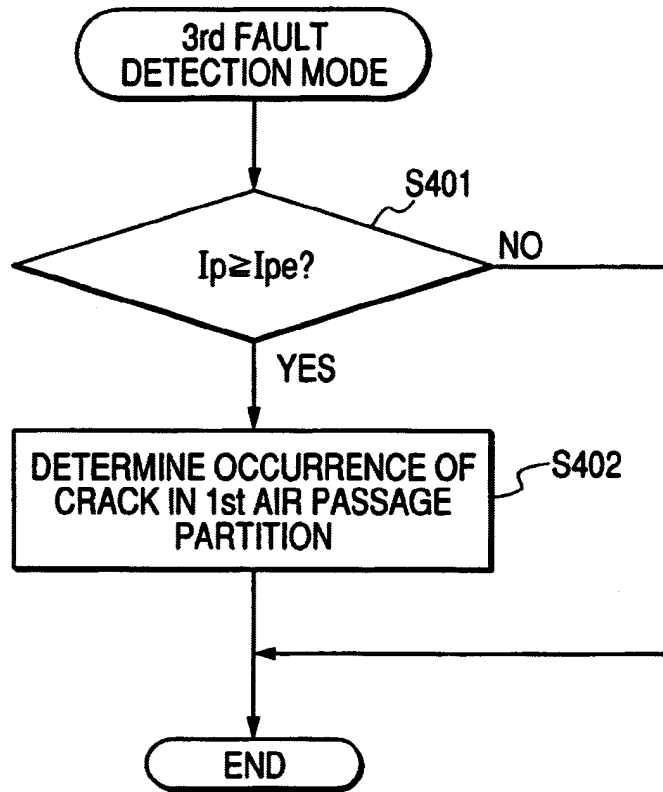 3rd FAULT
DETECTION MODE
S401
Ip≧Ipe?
NO
YES
DETERMINE OCCURRENCE OF
CRACK IN 1st AIR PASSAGE
PARTITION
S402
END